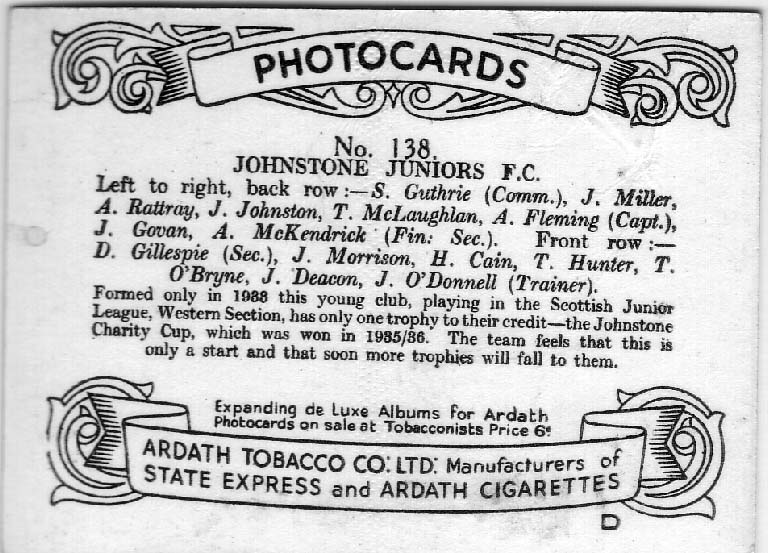 PHOTOCARDS
No. 138.
JOHNSTONE JUNIORS F.C.
Left to right, back row :—S. Guthrie (Comm.), J. Miller,
A. Rattray, J. Johnston, T. McLaughlan, A. Fleming (Capt.),
J. Govan, A. McKendrick (Fin: Sec.). Front row :—
D. Gillespie (Sec.), J. Morrison, H. Cain, T. Hunter, T.
O'Bryne, J. Deacon, J. O'Donnell (Trainer).
Formed only in 1933 this young club, playing in the Scottish Junior
League, Western Section, has only one trophy to their credit—the Johnstone
Charity Cup, which was won in 1935/36. The team feels that this is
only a start and that soon more trophies will fall to them.
Expanding de Luxe Albums for Ardath
Photocards on sale at Tobacconists Price 6d
ARDATH TOBACCO CO: LTD: Manufacturers of
STATE EXPRESS and ARDATH CIGARETTES
D